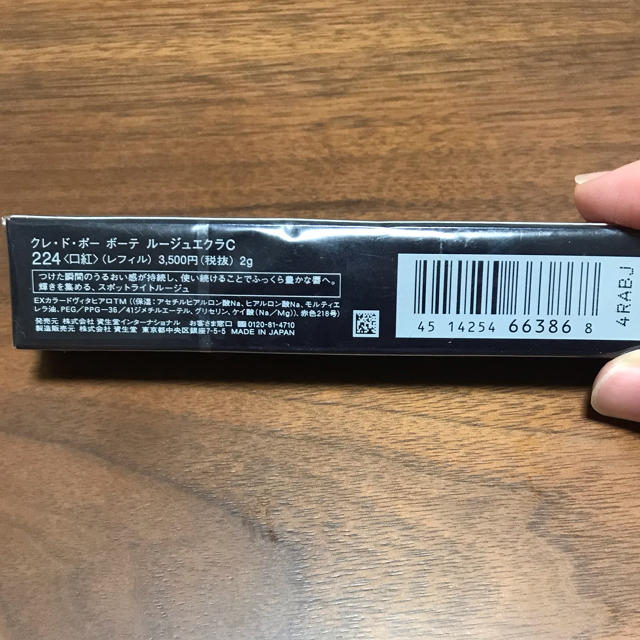 クレ・ド・ポー ボーテ ルージュエクラC
224〈口紅〉(レフィル) 3,500円(税抜) 2g
つけた瞬間のうるおい感が持続し、使い続けることでふっくら豊かな唇へ。
輝きを集める、スポットライトルージュ
EXカラードヴィタヒアロTM(保湿:アセチルヒアルロン酸Na、ヒアルロン酸Na、モルティエ
レラ油、PEG/PPG-36/41ジメチルエーテル、グリセリン、ケイ酸(Na/Mg))、赤色218号)
発売元 株式会社 資生堂インターナショナル お客さま窓口 0120-81-4710
製造販売元 株式会社 資生堂 東京都中央区銀座7-5-5 MADE IN JAPAN
45 14254 66386 8
4RABJ